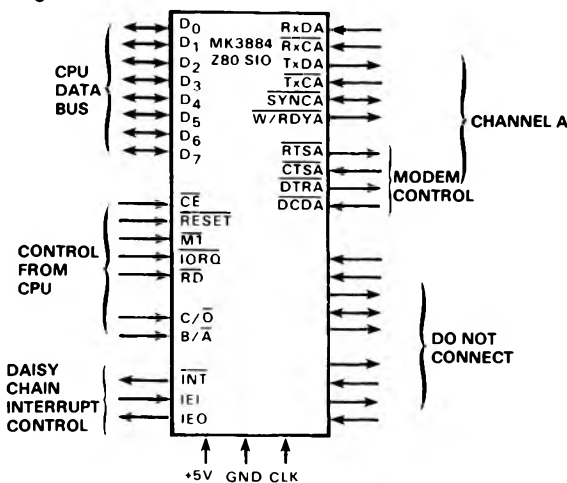 D0
D1
D2
D3
D4
D5
D6
D7
CPU
DATA
BUS
MK3884
Z80 SIO
RxDA
RxCA
TxDA
TxCA
SYNCA
W/RDYA
RTSA
CTSA
DTRA
DCDA
MODEM
CONTROL
CHANNEL A
CE
RESET
M1
IORQ
RD
C/D
B/A
CONTROL
FROM
CPU
DO NOT
CONNECT
DAISY
CHAIN
INTERRUPT
CONTROL
INT
IEI
IEO
+5V GND CLK